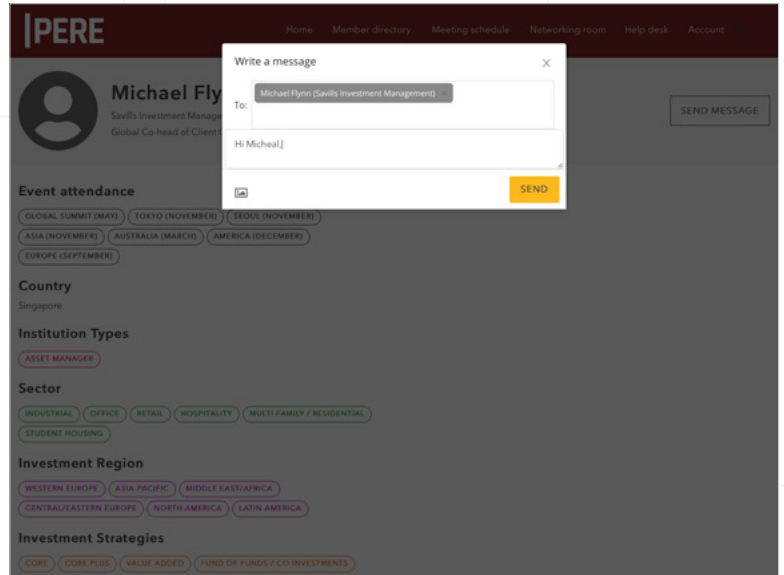 PERE
Home Member directory Meeting schedule Networking room Help desk Account
Write a message
Michael Fly
To: Michael Flynn (Savills Investment Management)
Savills Investment Manage
Global Co-head of Client
SEND MESSAGE
Hi Micheal,
SEND
Event attendance
GLOBAL SUMMIT (MAY) TOKYO (NOVEMBER) SEOUL (NOVEMBER)
ASIA (NOVEMBER) AUSTRALIA (MARCH) AMERICA (DECEMBER)
EUROPE (SEPTEMBER)
Country
Singapore
Institution Types
ASSET MANAGER
Sector
INDUSTRIAL OFFICE RETAIL HOSPITALITY MULTI FAMILY / RESIDENTIAL
STUDENT HOUSING
Investment Region
WESTERN EUROPE ASIA-PACIFIC MIDDLE EAST/AFRICA
CENTRAL/EASTERN EUROPE NORTH AMERICA LATIN AMERICA
Investment Strategies
CORE CORE PLUS VALUE ADDED FUND OF FUNDS / CO-INVESTMENTS